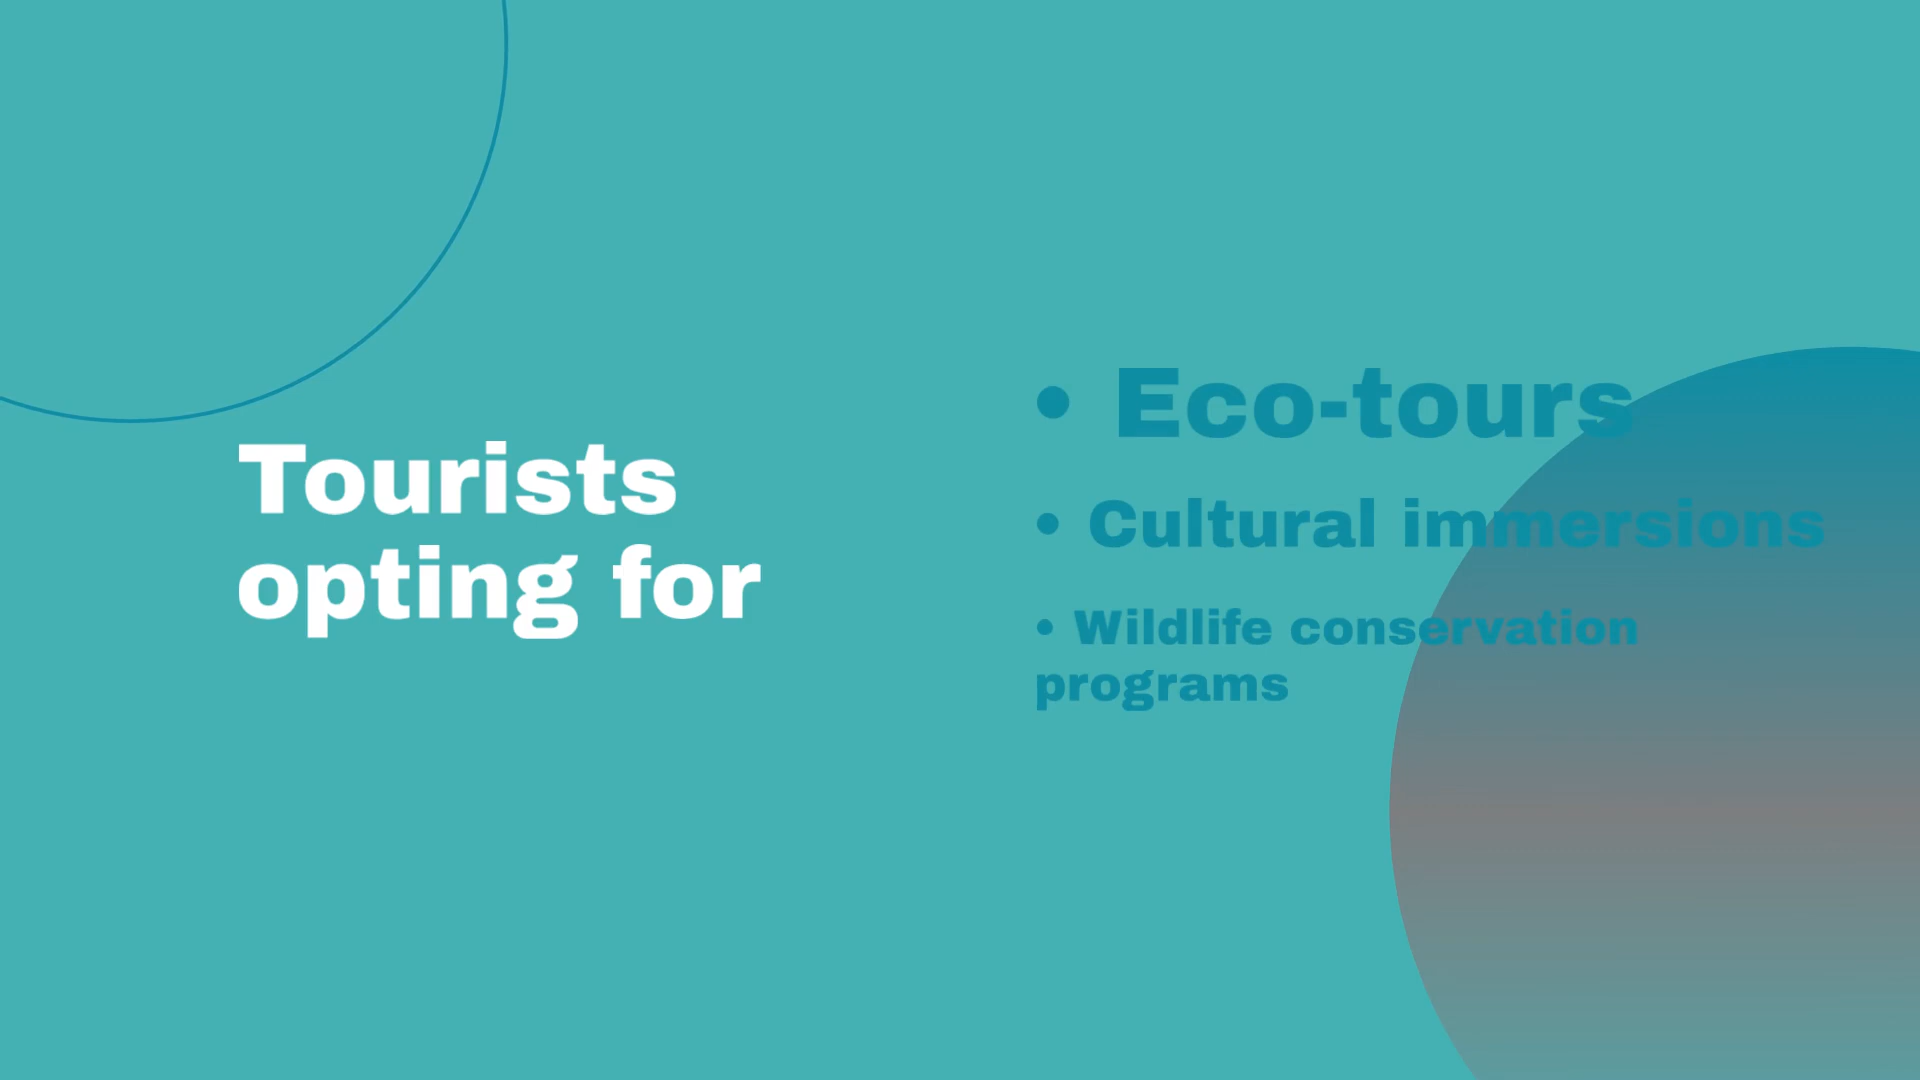 Tourists
opting for
• Eco-tours
• Cultural immersions
• Wildlife conservation
programs